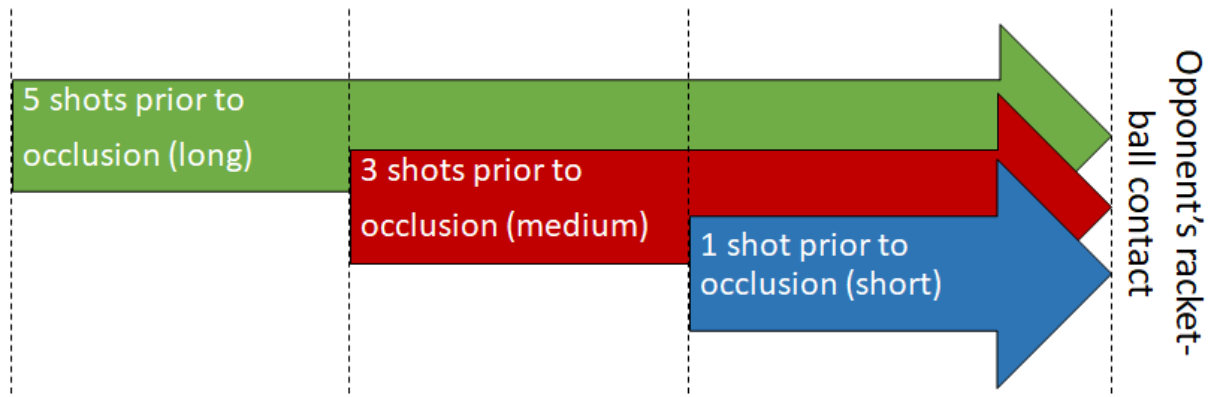 5 shots prior to
occlusion (long)
3 shots prior to
occlusion (medium)
1 shot prior to
occlusion (short)
Opponent’s racket-
ball contact